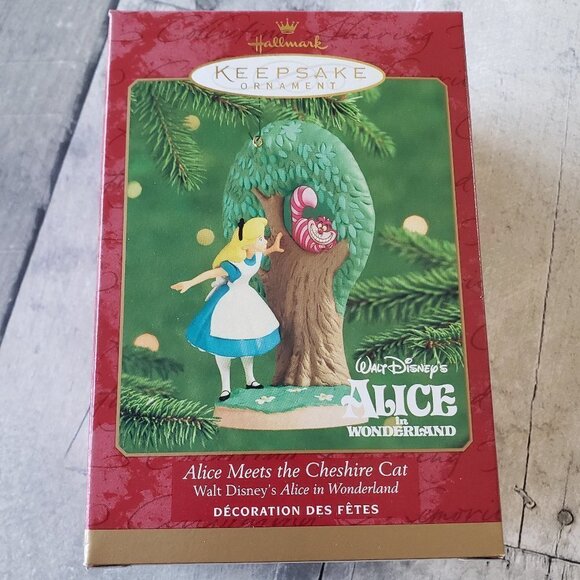 Hallmark
KEEPSAKE
ORNAMENT
WALT DISNEY'S
ALICE
in
WONDERLAND
Alice Meets the Cheshire Cat
Walt Disney's Alice in Wonderland
DÉCORATION DES FÊTES